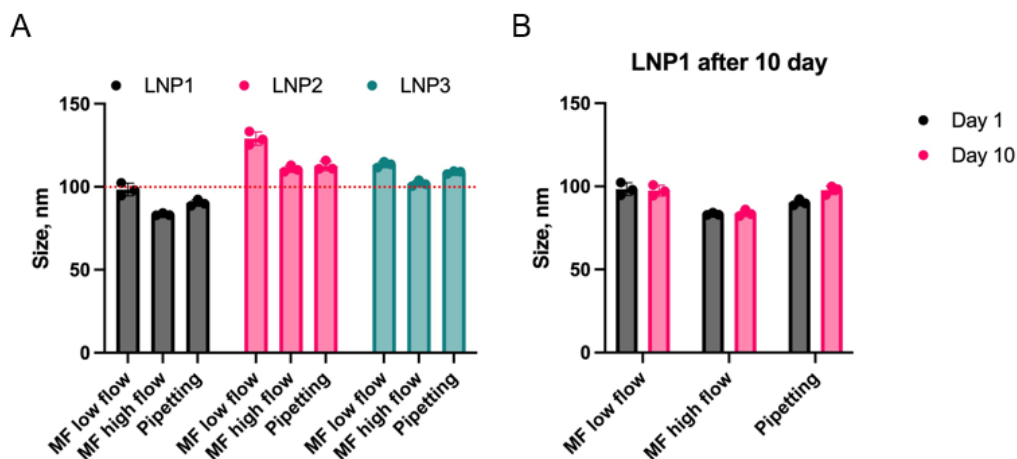 A
LNP1 LNP2 LNP3
Size, nm
150
100
50
0
MF low flow
MF high flow
Pipetting
MF low flow
MF high flow
Pipetting
MF low flow
MF high flow
Pipetting
B
LNP1 after 10 day
Day 1
Day 10
Size, nm
150
100
50
0
MF low flow
MF high flow
Pipetting